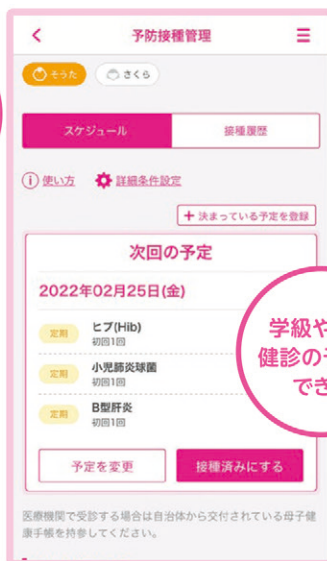 予防接種管理
そうた さくら
スケジュール 接種履歴
使い方 詳細条件設定
+ 決まっている予定を登録
次回の予定
2022年02月25日(金)
定期 ヒブ(Hib)
初回1回
定期 小児肺炎球菌
初回1回
定期 B型肝炎
初回1回
学級や
健診の予
でき
予定を変更 接種済みにする
医療機関で受診する場合は自治体から交付されている母子健
康手帳を持参してください。